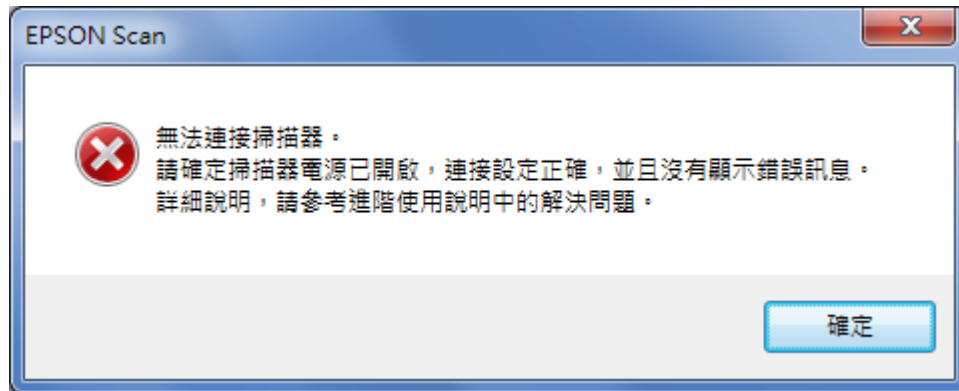 EPSON Scan
無法連接掃描器。
請確定掃描器電源已開啟，連接設定正確，並且沒有顯示錯誤訊息。
詳細說明，請參考進階使用說明中的解決問題。
確定